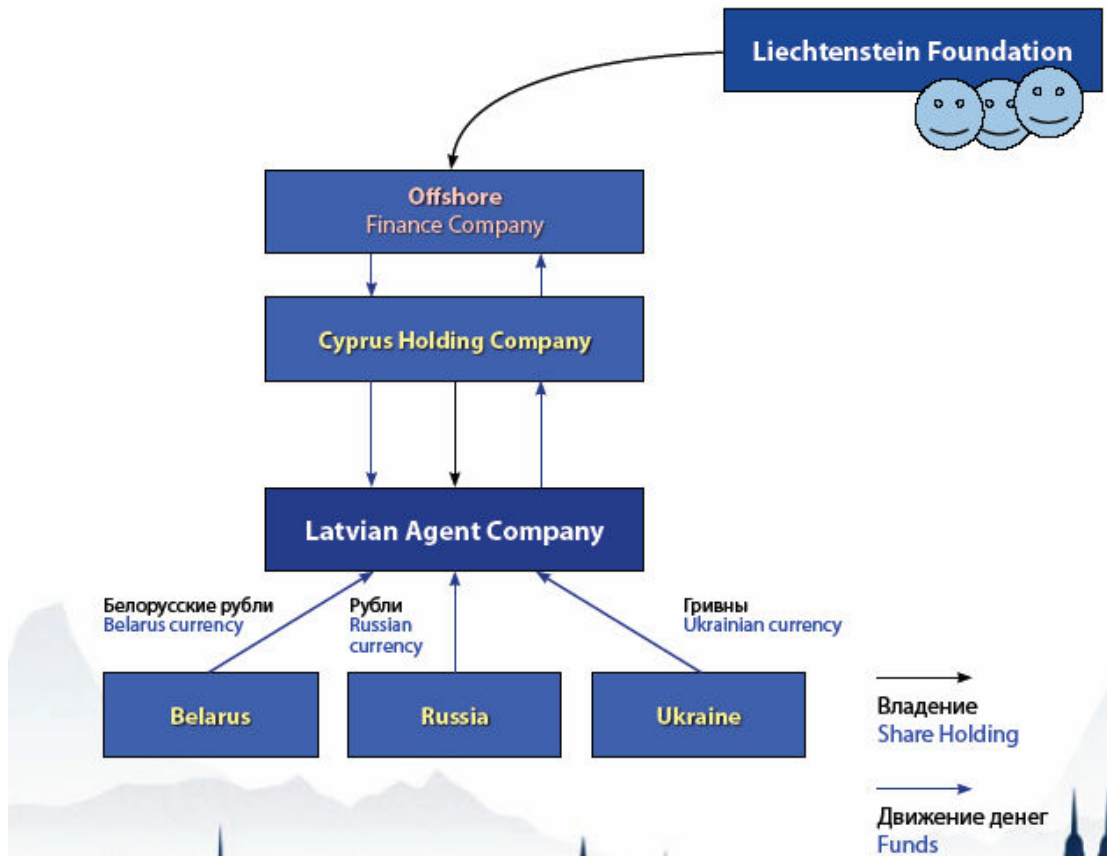 Liechtenstein Foundation
Offshore
Finance Company
Cyprus Holding Company
Latvian Agent Company
Белорусские рубли
Belarus currency
Рубли
Russian
currency
Гривны
Ukrainian currency
Belarus
Russia
Ukraine
Владение
Share Holding
Движение денег
Funds